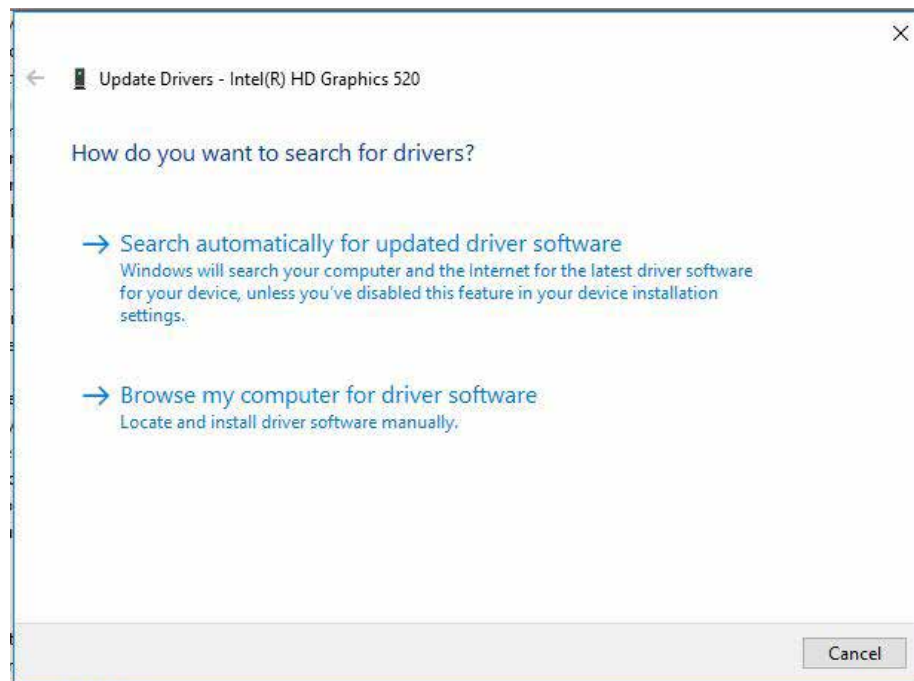 Update Drivers - Intel(R) HD Graphics 520
How do you want to search for drivers?
Search automatically for updated driver software
Windows will search your computer and the Internet for the latest driver software
for your device, unless you've disabled this feature in your device installation
settings.
Browse my computer for driver software
Locate and install driver software manually.
Cancel